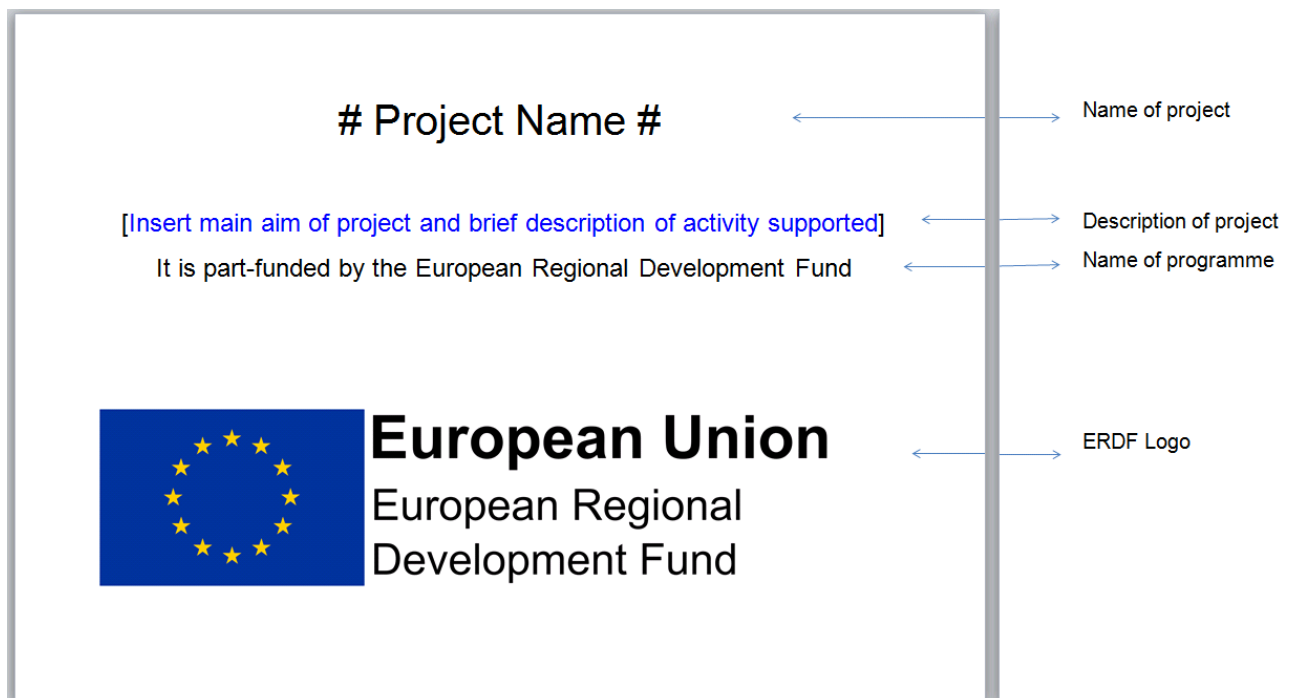 # Project Name #
Name of project
[Insert main aim of project and brief description of activity supported]
Description of project
It is part-funded by the European Regional Development Fund
Name of programme
European Union
European Regional
Development Fund
ERDF Logo